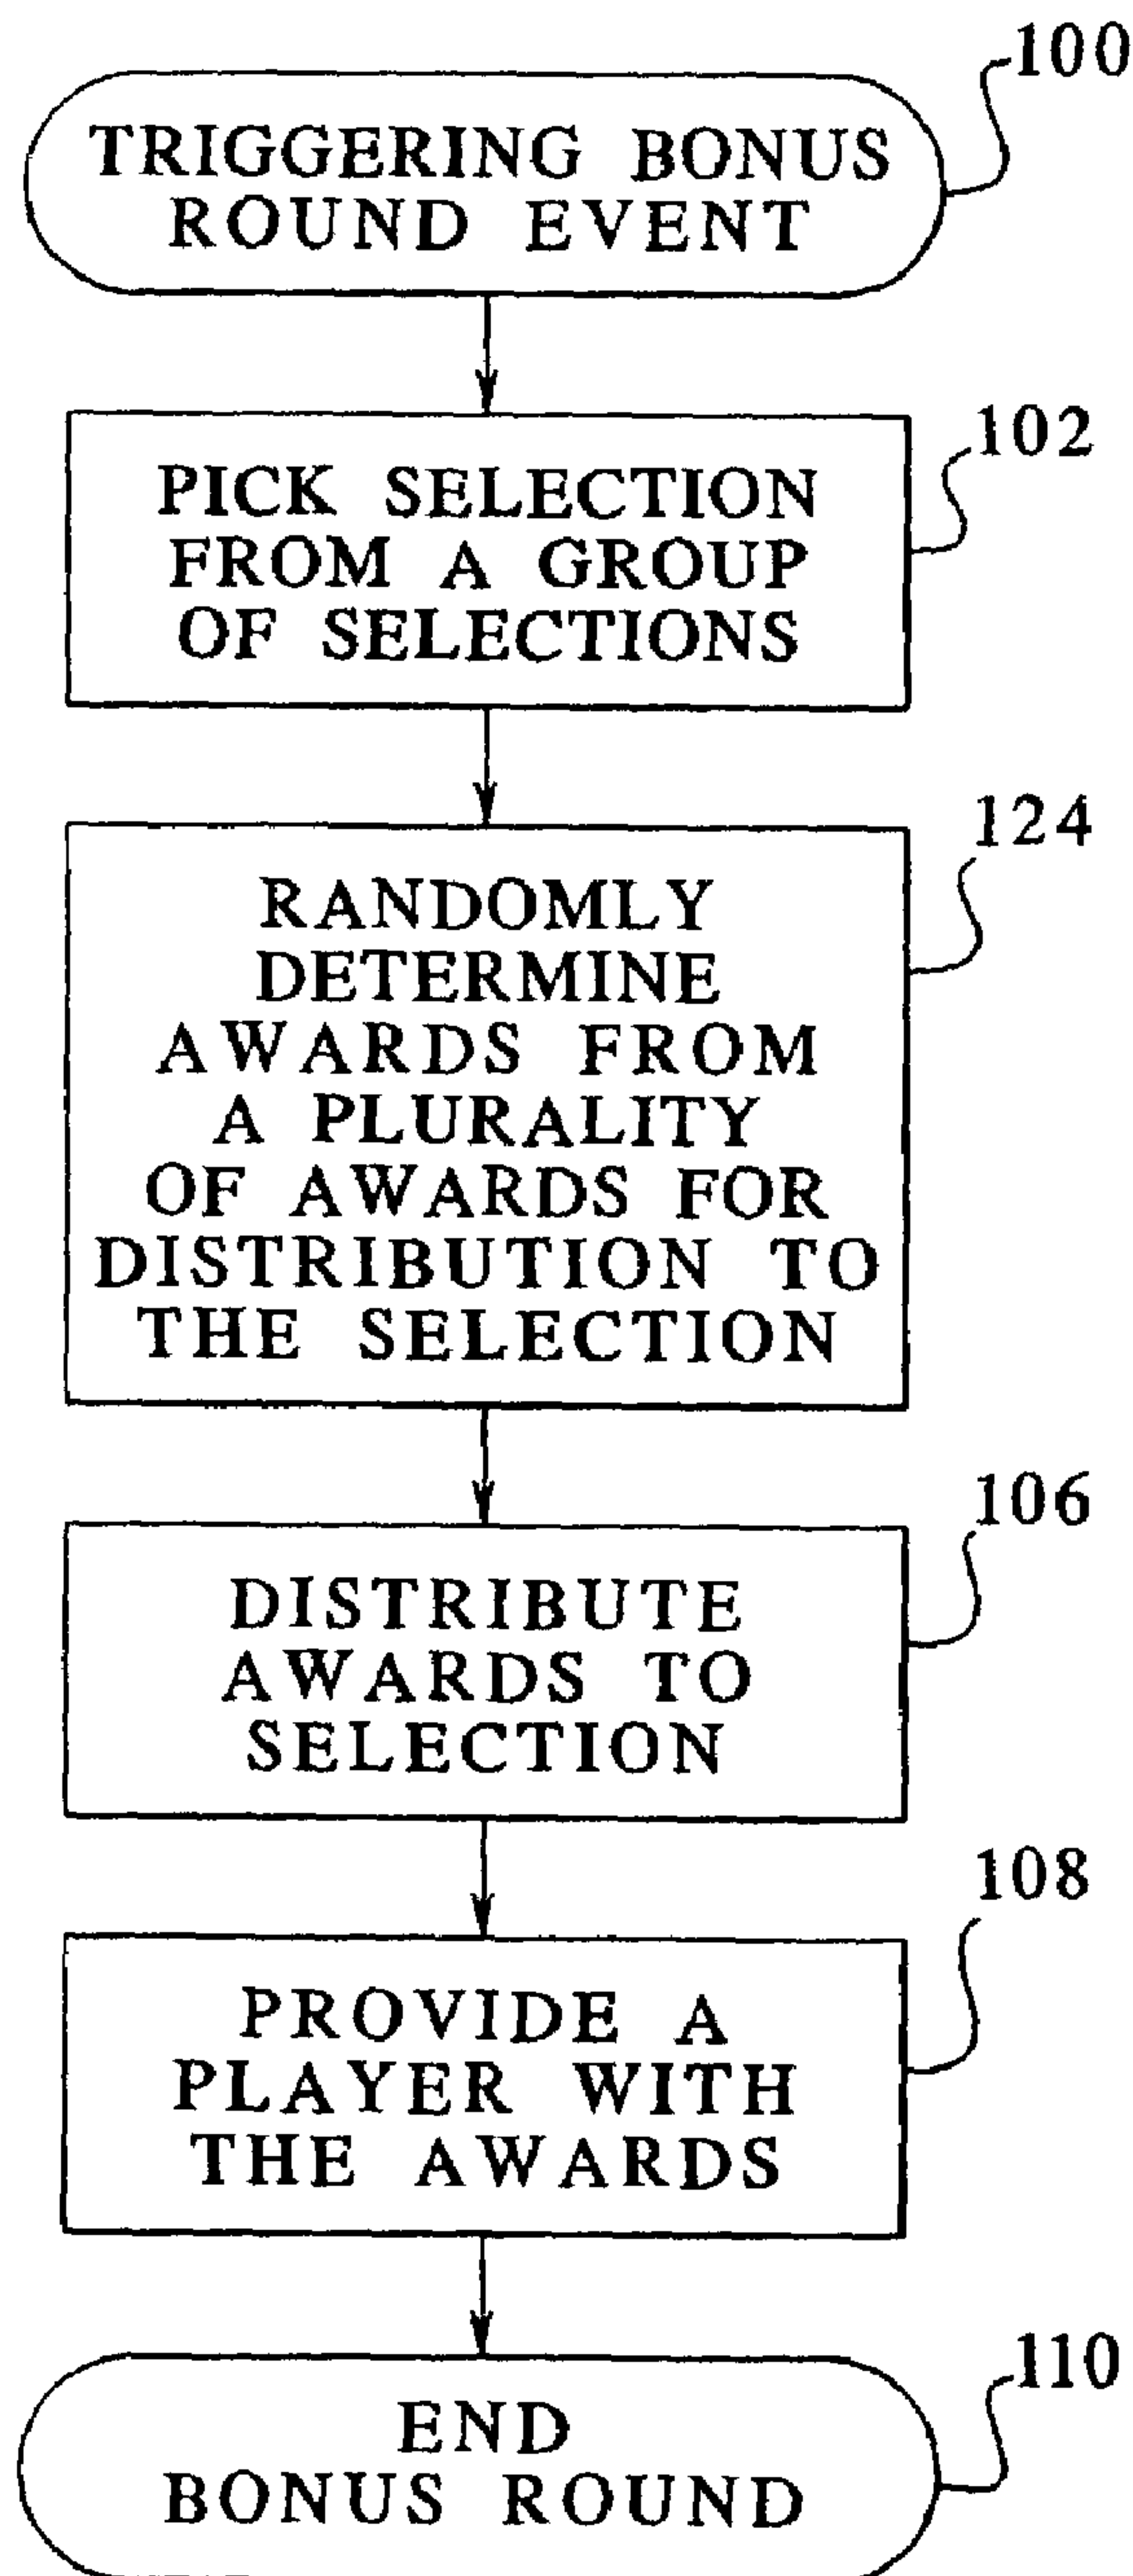 100
TRIGGERING BONUS
ROUND EVENT
102
PICK SELECTION
FROM A GROUP
OF SELECTIONS
124
RANDOMLY
DETERMINE
AWARDS FROM
A PLURALITY
OF AWARDS FOR
DISTRIBUTION TO
THE SELECTION
106
DISTRIBUTE
AWARDS TO
SELECTION
108
PROVIDE A
PLAYER WITH
THE AWARDS
110
END
BONUS ROUND